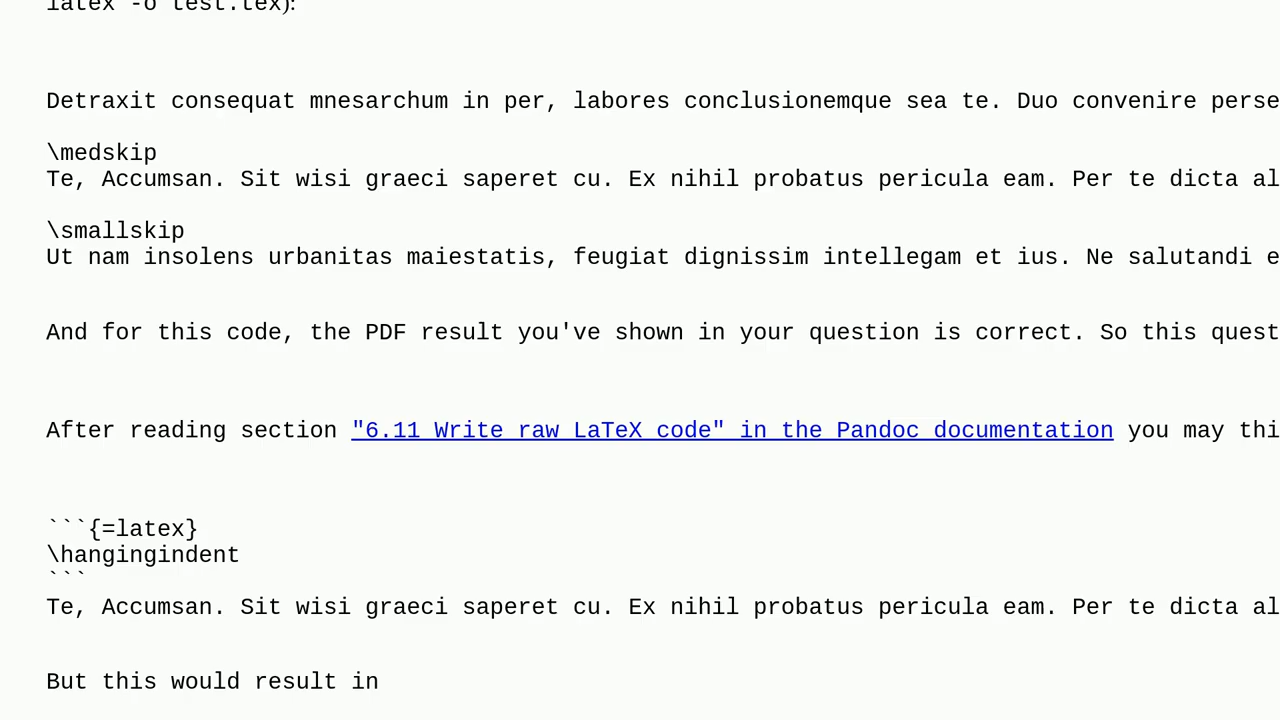 latex -o test.tex):
Detraxit consequat mnesarchum in per, labores conclusionemque sea te. Duo convenire perse
\medskip
Te, Accumsan. Sit wisi graeci saperet cu. Ex nihil probatus pericula eam. Per te dicta al
\smallskip
Ut nam insolens urbanitas maiestatis, feugiat dignissim intellegam et ius. Ne salutandi e
And for this code, the PDF result you've shown in your question is correct. So this quest
After reading section "6.11 Write raw LaTeX code" in the Pandoc documentation you may thi
```{=latex}
\hangingindent
```
Te, Accumsan. Sit wisi graeci saperet cu. Ex nihil probatus pericula eam. Per te dicta al
But this would result in